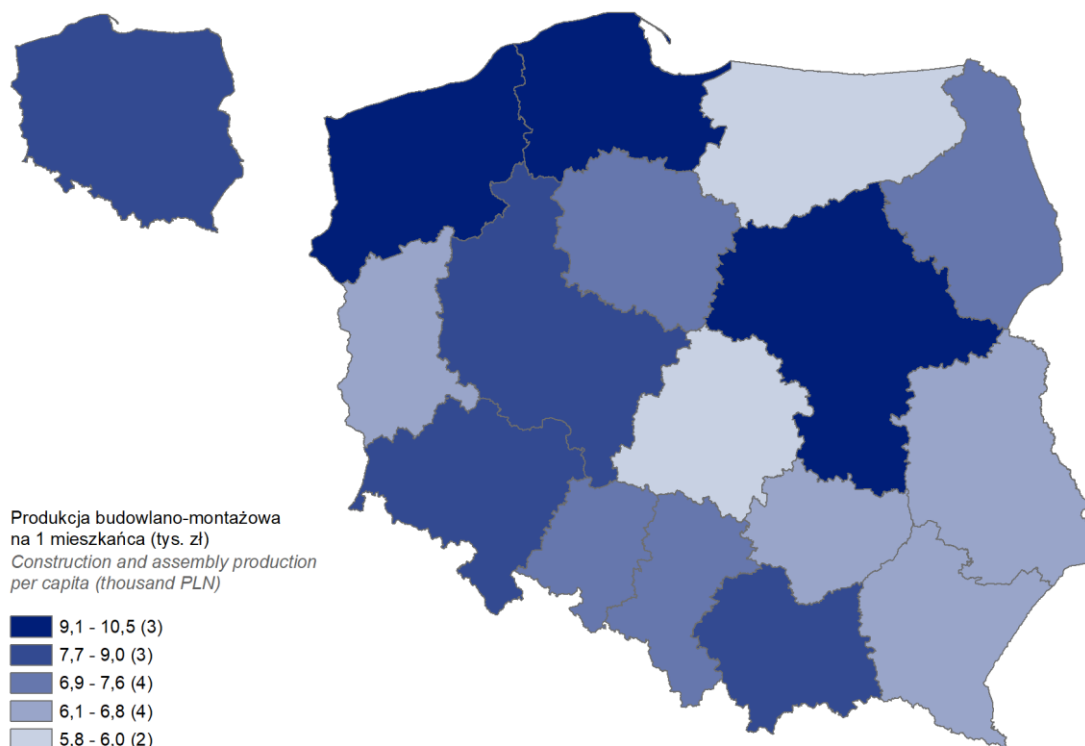 Produkcja budowlano-montażowa
na 1 mieszkańca (tys. zł)
Construction and assembly production
per capita (thousand PLN)
9,1 - 10,5 (3)
7,7 - 9,0 (3)
6,9 - 7,6 (4)
6,1 - 6,8 (4)
5,8 - 6,0 (2)